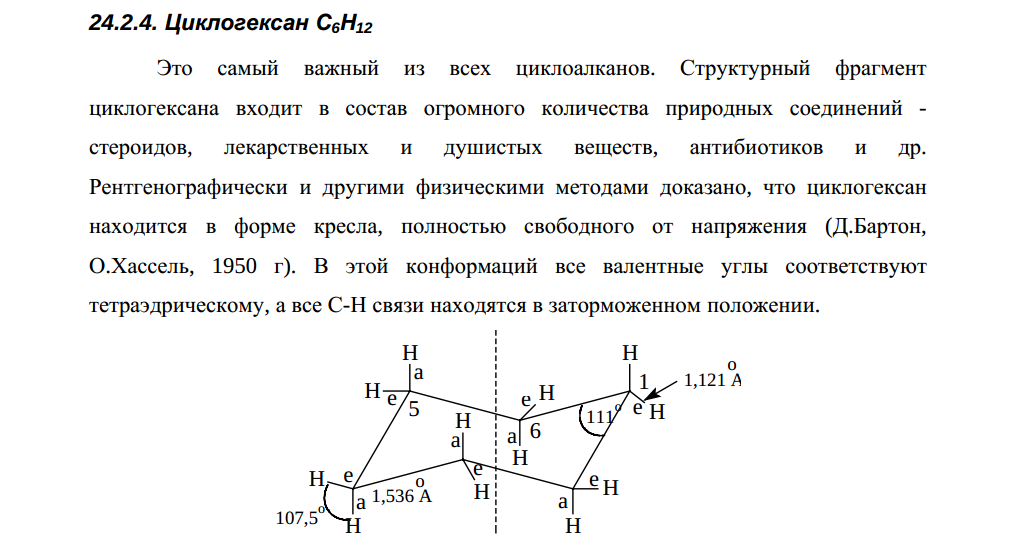 24.2.4. Циклогексан C6H12
Это самый важный из всех циклоалканов. Структурный фрагмент
циклогексана входит в состав огромного количества природных соединений -
стероидов, лекарственных и душистых веществ, антибиотиков и др.
Рентгенографически и другими физическими методами доказано, что циклогексан
находится в форме кресла, полностью свободного от напряжения (Д.Бартон,
О.Хассель, 1950 г). В этой конформаций все валентные углы соответствуют
тетраэдрическому, а все С-Н связи находятся в заторможенном положении.
H
a
H e
5
H
a
e
H
e H
a 6
H
H
1
1,121 Å
e H
111°
H e
a
H
107,5°
1,536 Å
e H
a
H